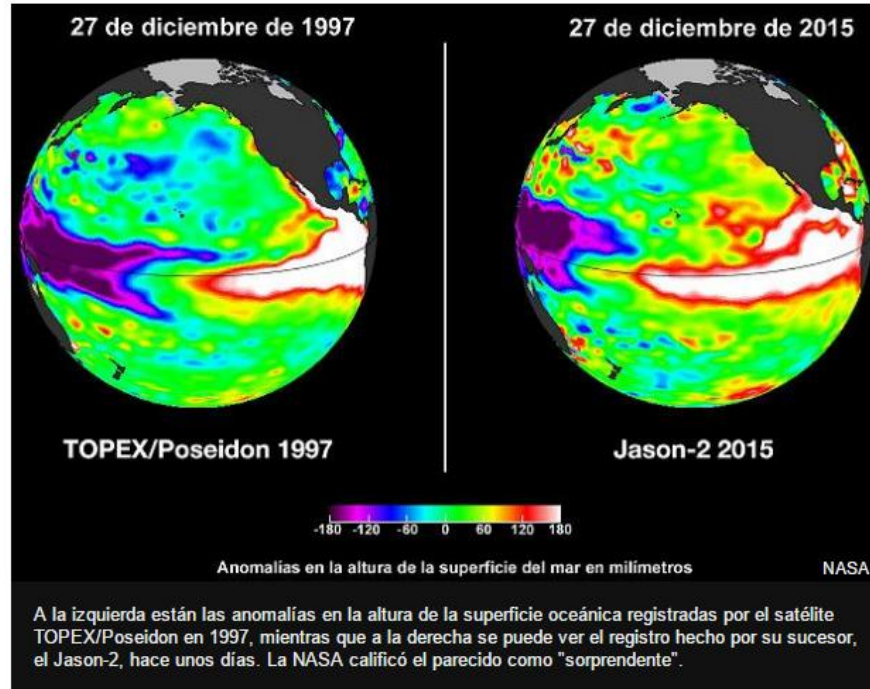 27 de diciembre de 1997
27 de diciembre de 2015
TOPEX/Poseidon 1997
Jason-2 2015
-180 -120 -60 0 60 120 180
Anomalías en la altura de la superficie del mar en milímetros
NASA
A la izquierda están las anomalías en la altura de la superficie oceánica registradas por el satélite
TOPEX/Poseidon en 1997, mientras que a la derecha se puede ver el registro hecho por su sucesor,
el Jason-2, hace unos días. La NASA calificó el parecido como "sorprendente".